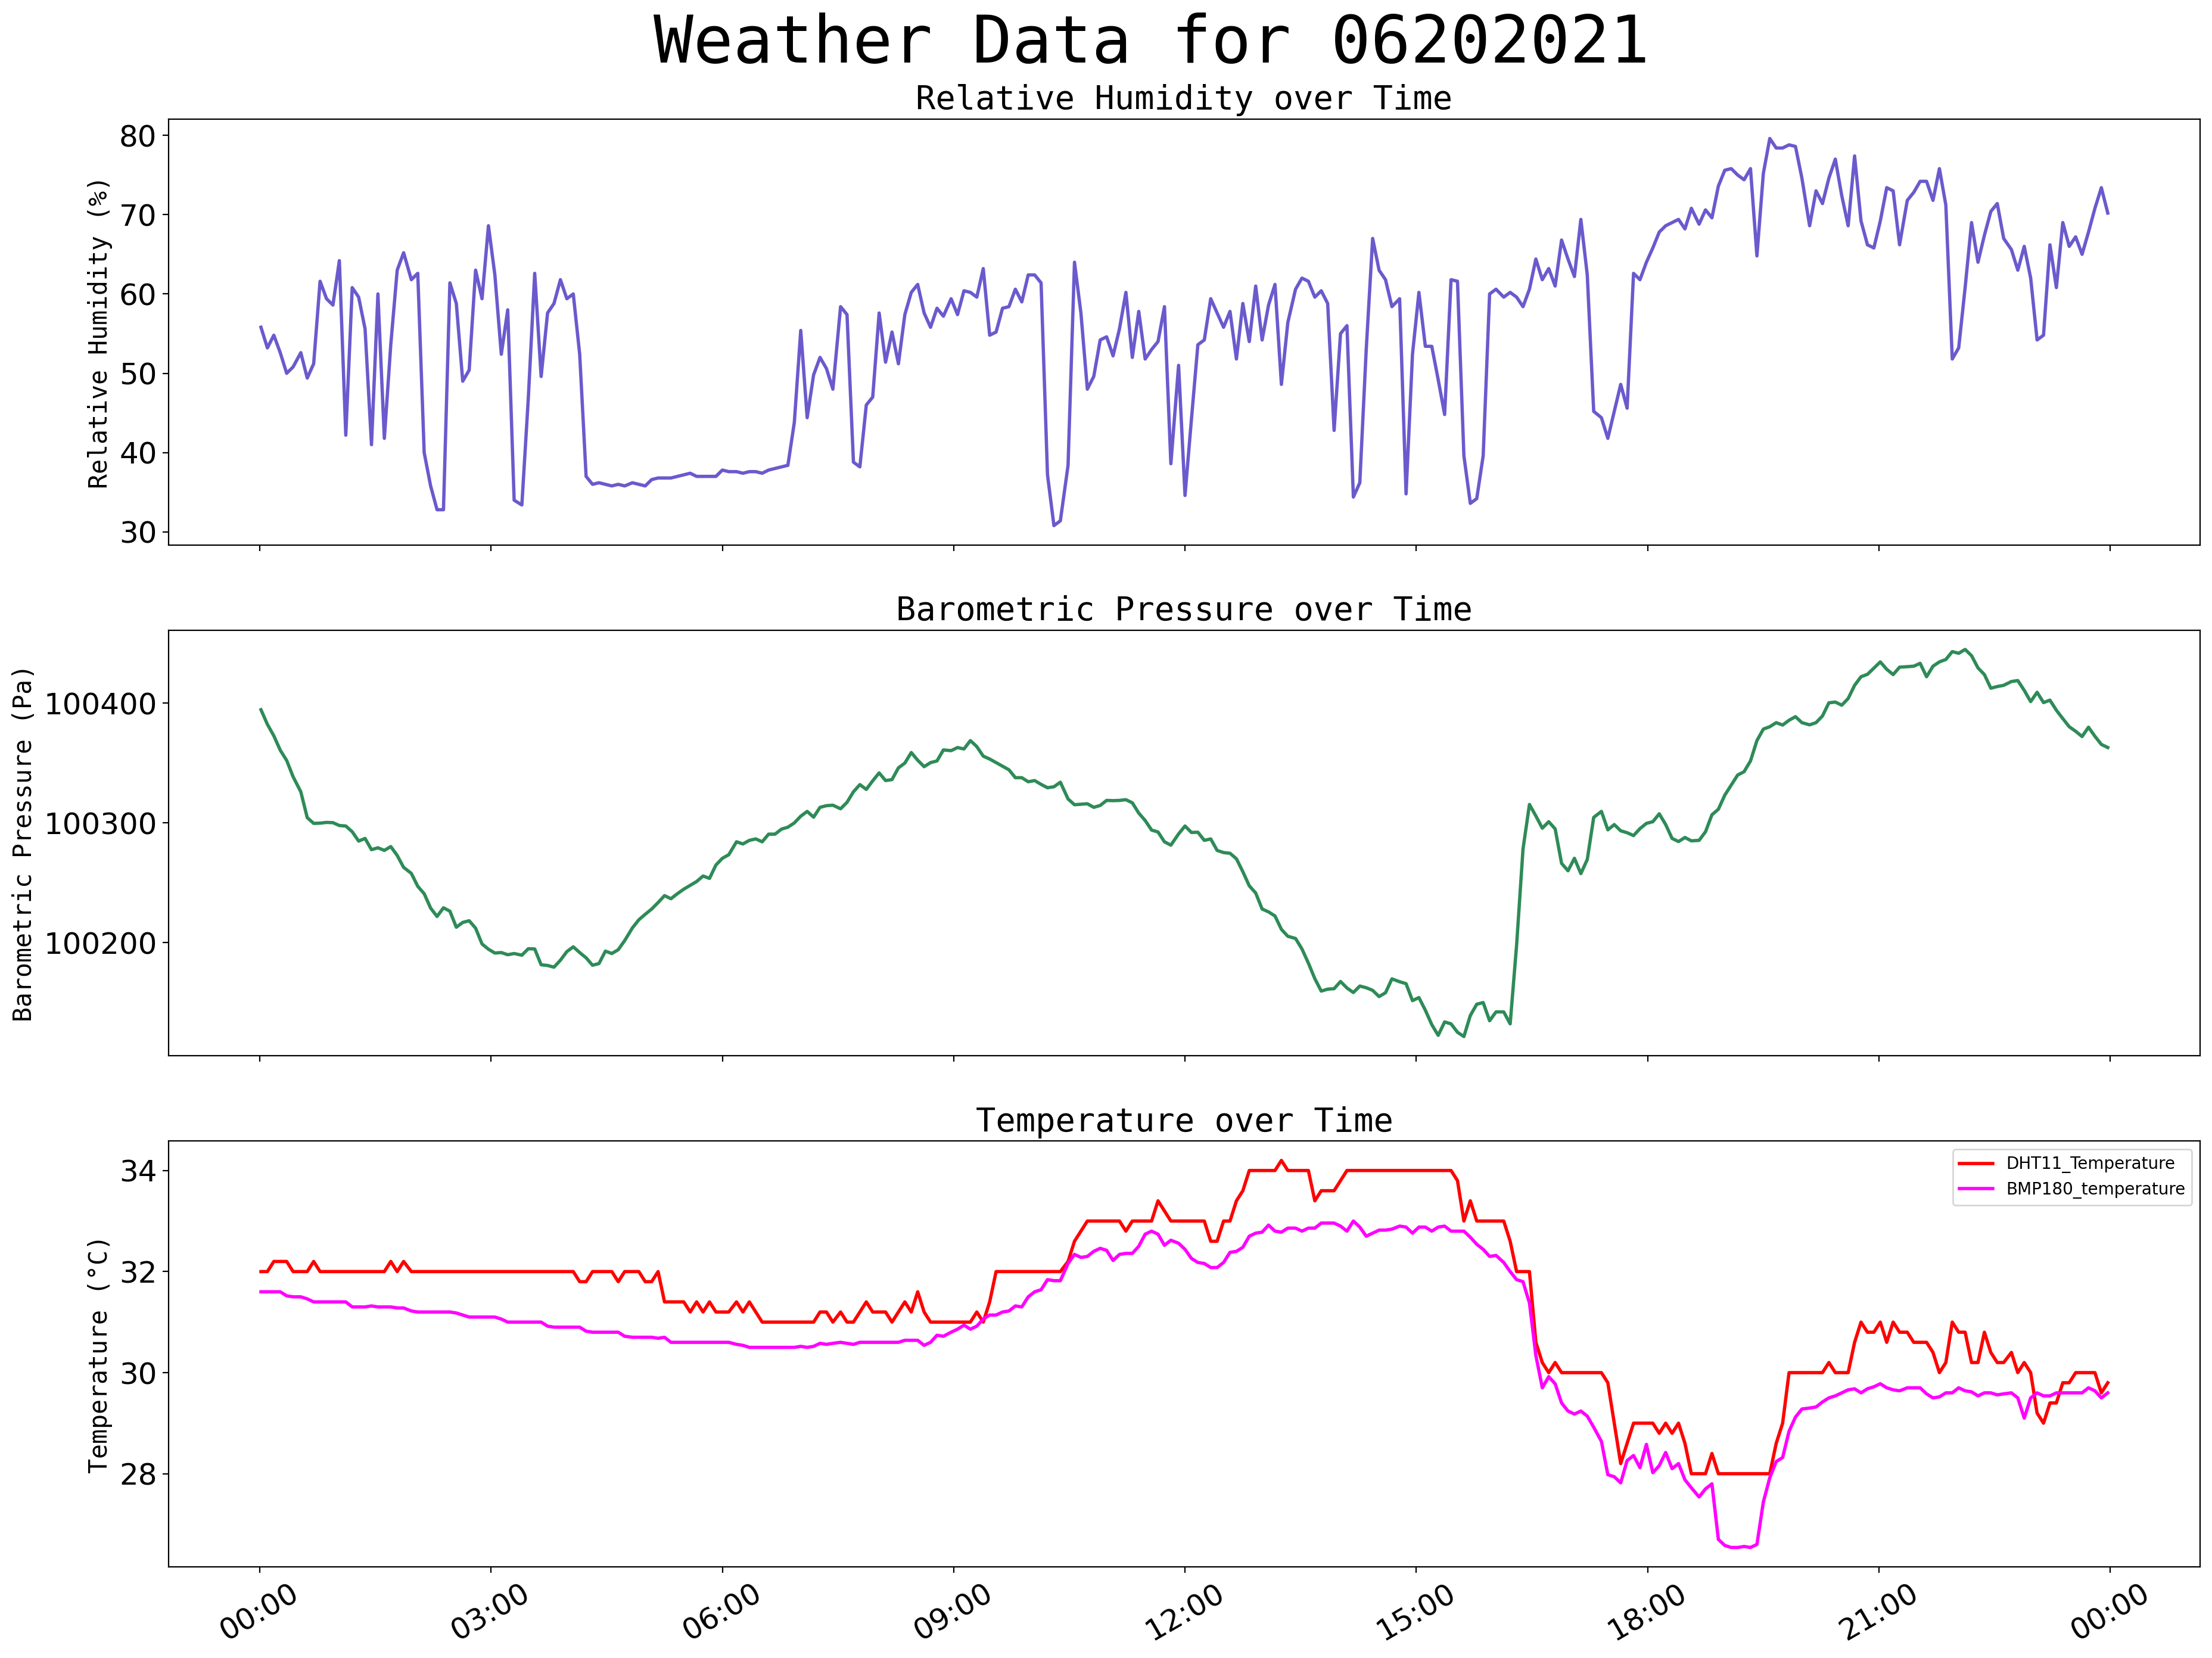 Weather Data for 06202021
Relative Humidity over Time
Relative Humidity (%)
80
70
60
50
40
30
Barometric Pressure over Time
Barometric Pressure (Pa)
100400
100300
100200
Temperature over Time
Temperature (°C)
34
32
30
28
DHT11_Temperature
BMP180_temperature
00:00 03:00 06:00 09:00 12:00 15:00 18:00 21:00 00:00